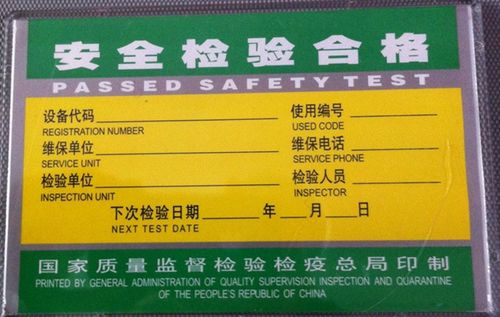 安全检验合格
PASSED SAFETY TEST
设备代码 使用编号
REGISTRATION NUMBER USED CODE
维保单位 维保电话
SERVICE UNIT SERVICE PHONE
检验单位 检验人员
INSPECTION UNIT INSPECTOR
下次检验日期 年 月 日
NEXT TEST DATE
国家质量监督检验检疫总局印制
PRINTED BY GENERAL ADMINISTRATION OF QUALITY SUPERVISION INSPECTION AND QUARANTINE
OF THE PEOPLE'S REPUBLIC OF CHINA